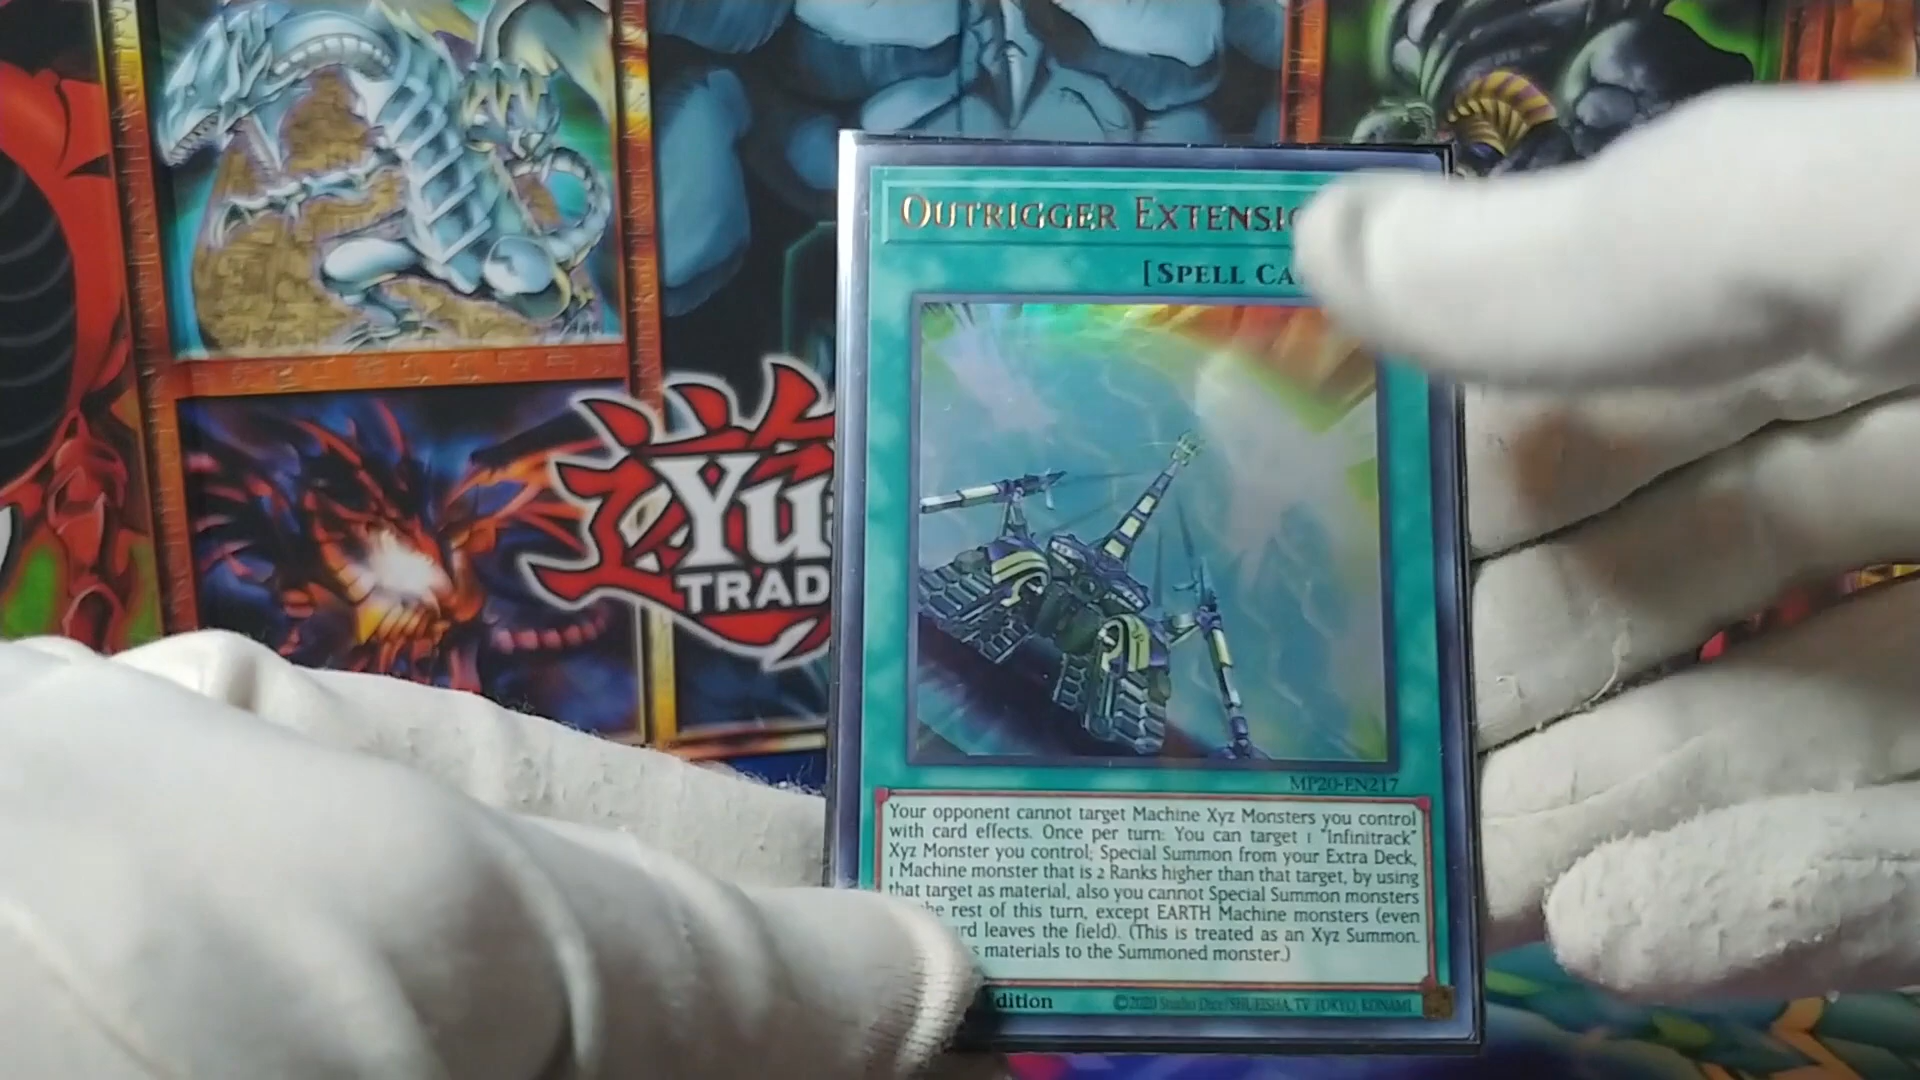 OUTRIGGER EXTENSIO
[SPELL CA
YU
TRAD
MP20-EN217
Your opponent cannot target Machine Xyz Monsters you control
with card effects. Once per turn: You can target 1 "Infinitrack"
Xyz Monster you control; Special Summon from your Extra Deck,
1 Machine monster that is 2 Ranks higher than that target, by using
that target as material, also you cannot Special Summon monsters
he rest of this turn, except EARTH Machine monsters (even
rd leaves the field). (This is treated as an Xyz Summon.
s materials to the Summoned monster.)
dition ©2020 Studio Dice/SHUEISHA, TV TOKYO, KONAMI